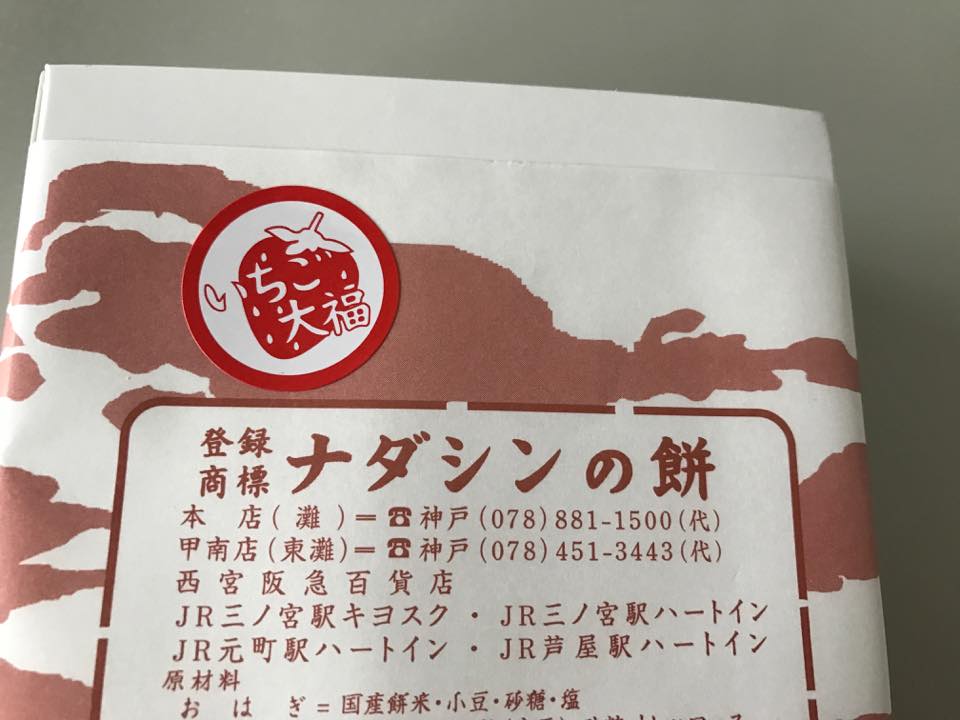 いちご
大福
登録
商標
ナダシンの餅
本 店(灘)=☎神戸(078)881-1500(代)
甲南店(東灘)=☎神戸(078)451-3443(代)
西宮阪急百貨店
JR三ノ宮駅キヨスク・JR三ノ宮駅ハートイン
JR元町駅ハートイン・JR芦屋駅ハートイン
原材料
おはぎ=国産餅米・小豆・砂糖・塩